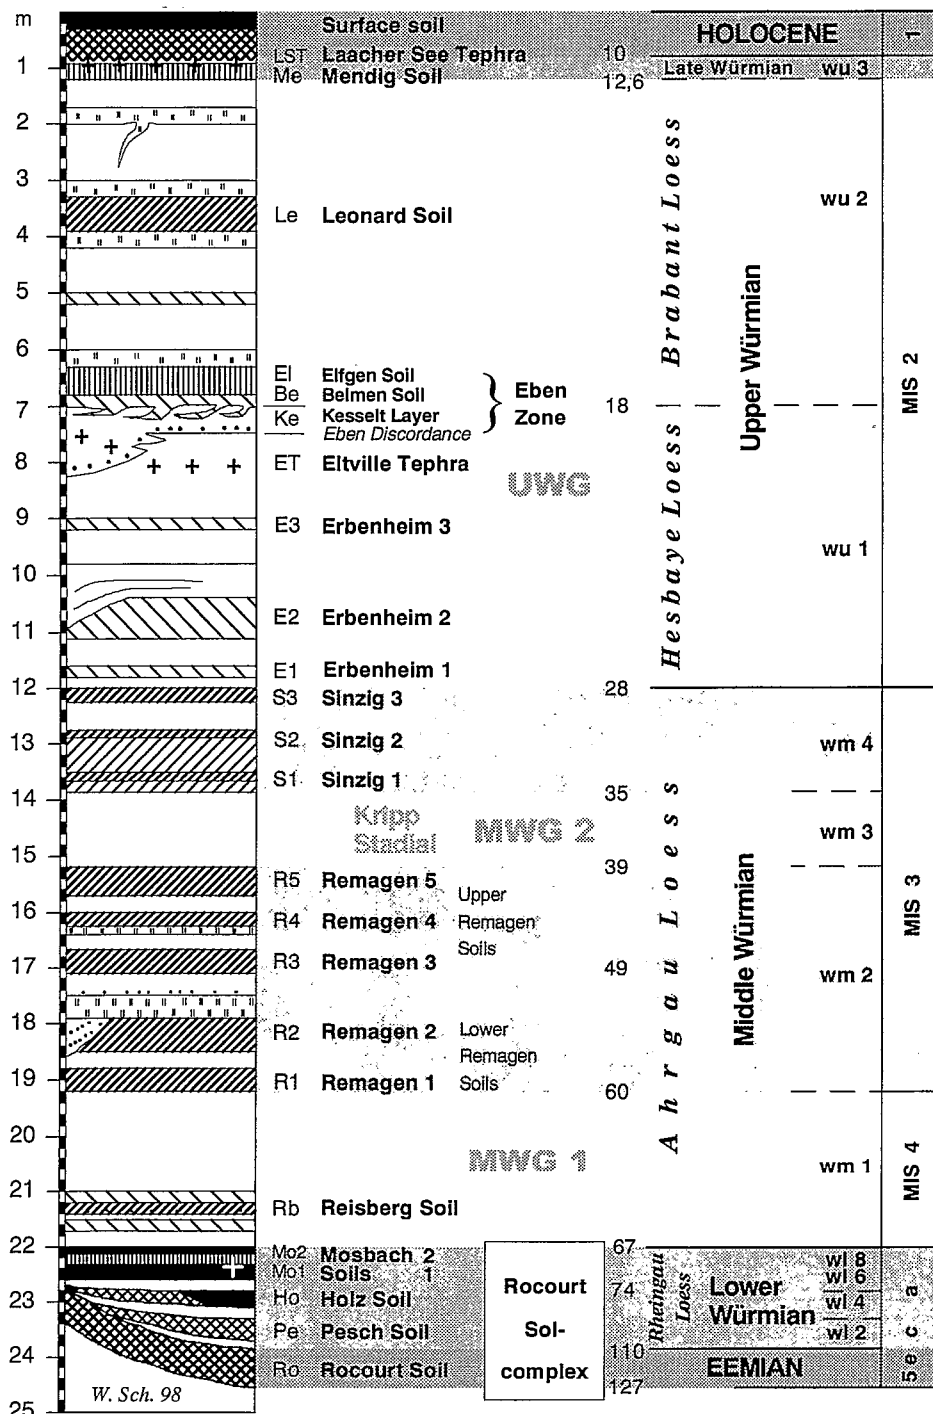 m
Surface soil
HOLOCENE
1
LST Laacher See Tephra 10
1
Me Mendig Soil 12,6
Late Würmian wu 3
2
3
Le Leonard Soil
wu 2
4
5
6
Brabant Loess
Upper Würmian
MIS 2
El Elfgen Soil
Be Belmen Soil
Eben
Zone
7
18
Ke Kesselt Layer
Eben Discordance
8
ET Eltville Tephra
UWG
9
E3 Erbenheim 3
wu 1
Hesbaye Loess
10
11
E2 Erbenheim 2
E1 Erbenheim 1
12
28
S3 Sinzig 3
13
S2 Sinzig 2
wm 4
S1 Sinzig 1
14
35
Kripp
Stadial
MWG 2
wm 3
15
39
R5 Remagen 5
Upper
Remagen
Soils
16
R4 Remagen 4
R3 Remagen 3
17
49
wm 2
Ahrgau Loess
Middle Würmian
MIS 3
18
R2 Remagen 2
Lower
Remagen
Soils
19
R1 Remagen 1
60
20
MWG 1
wm 1
MIS 4
21
Rb Reisberg Soil
22
67
Mo2 Mosbach 2
Mo1 Soils 1
Rocourt
Sol-
complex
wl 8
wl 6
74
Rheingau
Loess
Lower
Würmian
a
23
Ho Holz Soil
wl 4
Pe Pesch Soil
wl 2
c
24
110
Ro Rocourt Soil
EEMIAN
5e
127
25
W. Sch. 98